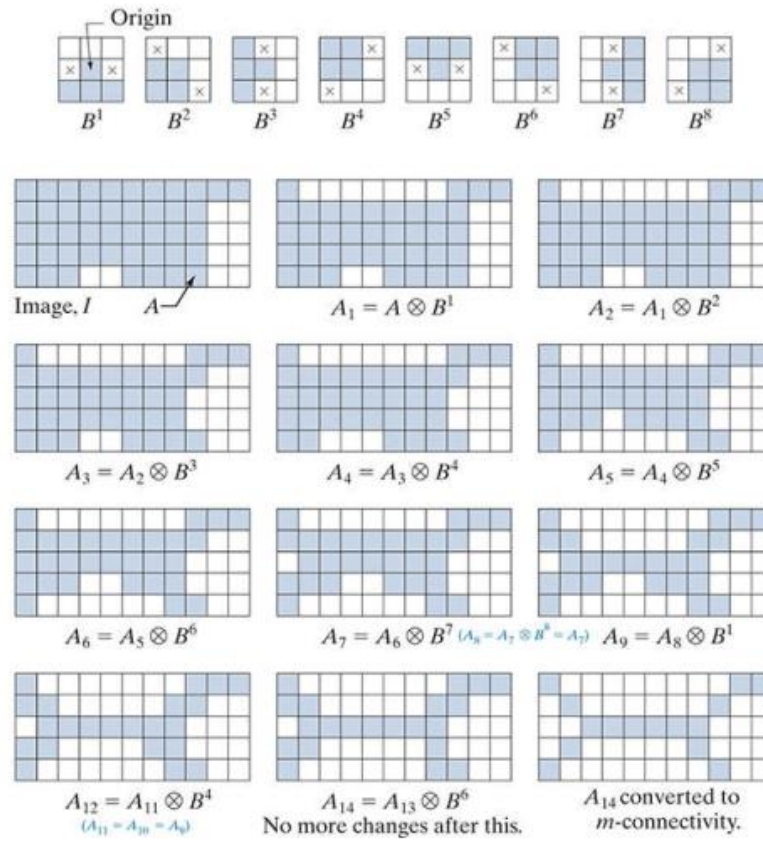 Origin
× × × × × × × × × × × × × × × ×
B¹ B² B³ B⁴ B⁵ B⁶ B⁷ B⁸
Image, I A A₁ = A ⊗ B¹ A₂ = A₁ ⊗ B²
A₃ = A₂ ⊗ B³ A₄ = A₃ ⊗ B⁴ A₅ = A₄ ⊗ B⁵
A₆ = A₅ ⊗ B⁶ A₇ = A₆ ⊗ B⁷ (A₈ = A₇ ⊗ B⁸ = A₇) A₉ = A₈ ⊗ B¹
A₁₂ = A₁₁ ⊗ B⁴ A₁₄ = A₁₃ ⊗ B⁶ A₁₄ converted to
(A₁₁ = A₁₀ = A₉) No more changes after this. m-connectivity.